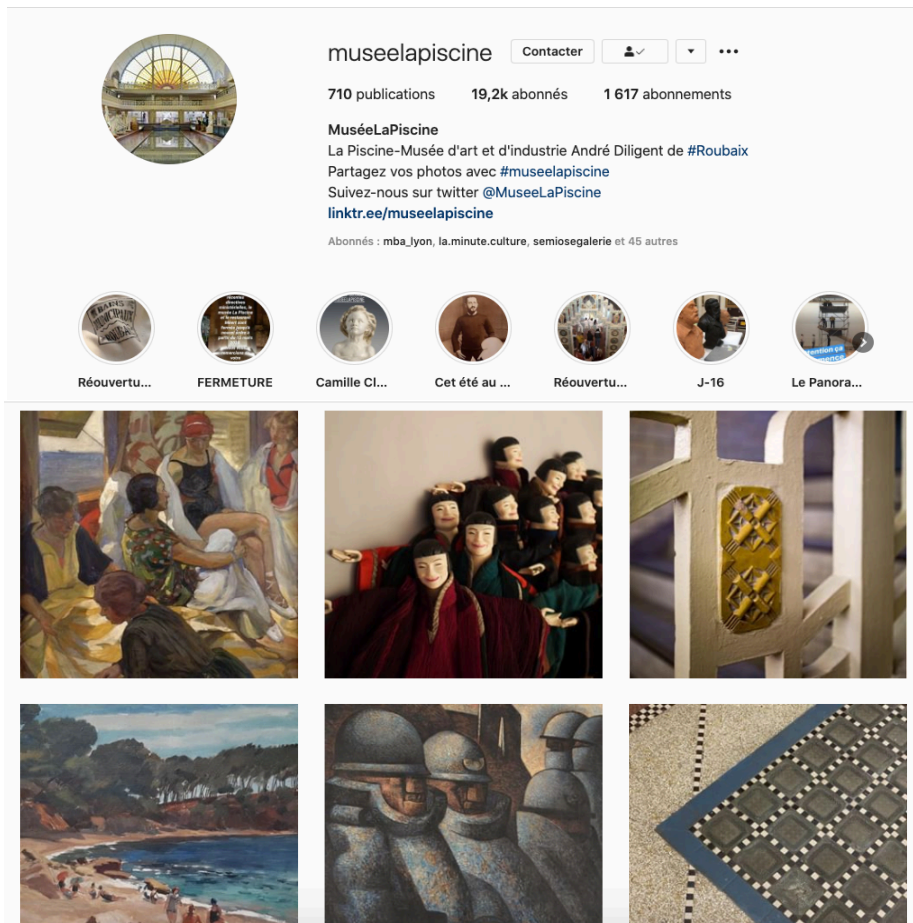 museelapiscine Contacter
710 publications 19,2k abonnés 1 617 abonnements
MuséeLaPiscine
La Piscine-Musée d'art et d'industrie André Diligent de #Roubaix
Partagez vos photos avec #museelapiscine
Suivez-nous sur twitter @MuseeLaPiscine
linktr.ee/museelapiscine
Abonnés : mba_lyon, la.minute.culture, semiosegalerie et 45 autres
Réouvertu... FERMETURE Camille Cl... Cet été au ... Réouvertu... J-16 Le Panora...